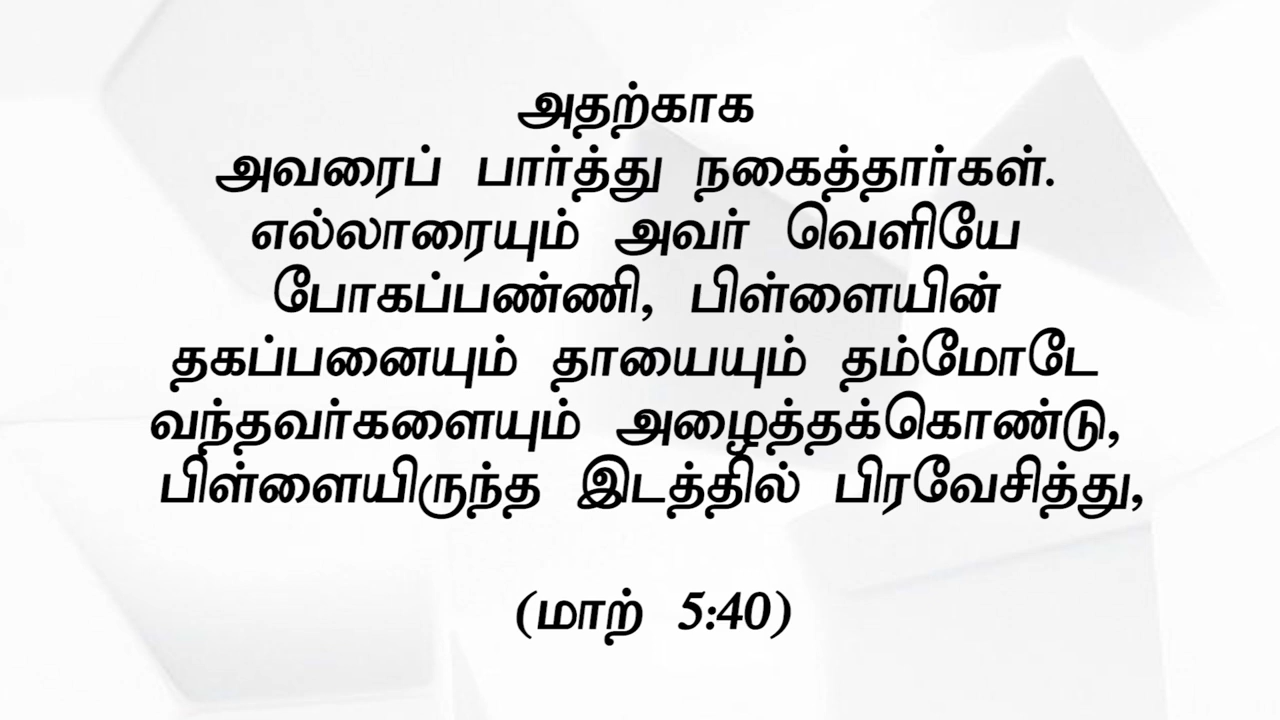 அதற்காக
அவரைப் பார்த்து நகைத்தார்கள்.
எல்லாரையும் அவர் வெளியே
போகப்பண்ணி, பிள்ளையின்
தகப்பனையும் தாயையும் தம்மோடே
வந்தவர்களையும் அழைத்தக்கொண்டு,
பிள்ளையிருந்த இடத்தில் பிரவேசித்து,
(மாற் 5:40)